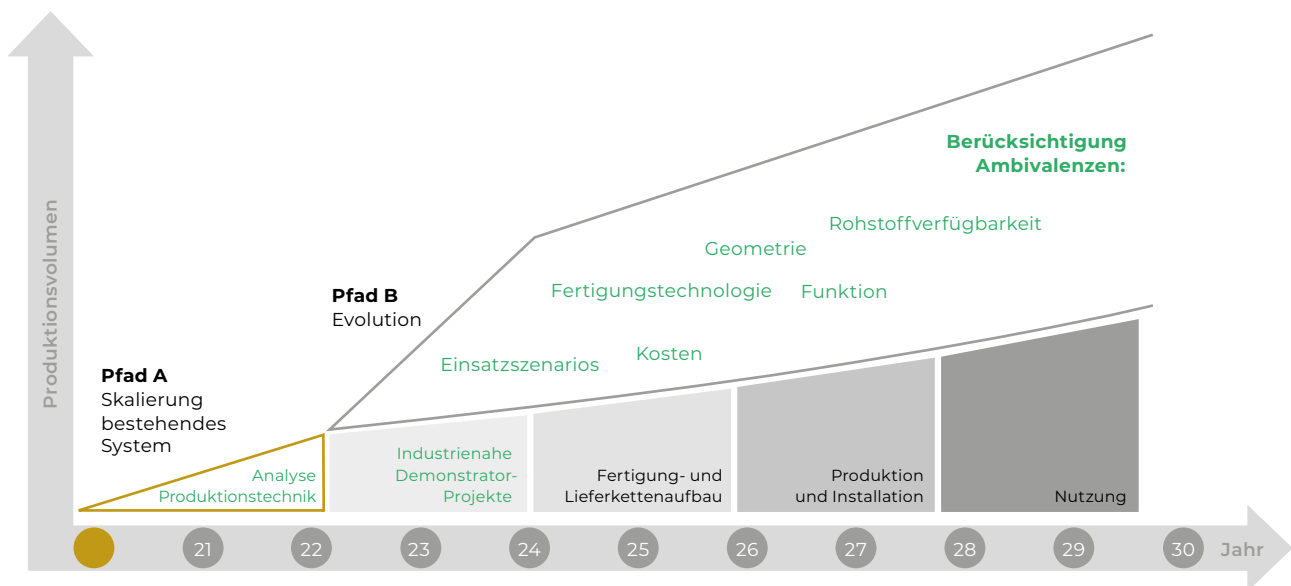 Produktionsvolumen
Berücksichtigung
Ambivalenzen:
Rohstoffverfügbarkeit
Geometrie
Fertigungstechnologie
Funktion
Pfad B
Evolution
Einsatzszenarios
Kosten
Pfad A
Skalierung
bestehendes
System
Analyse
Produktionstechnik
Industrienahe
Demonstrator-
Projekte
Fertigung- und
Lieferkettenaufbau
Produktion
und Installation
Nutzung
21 22 23 24 25 26 27 28 29 30 Jahr